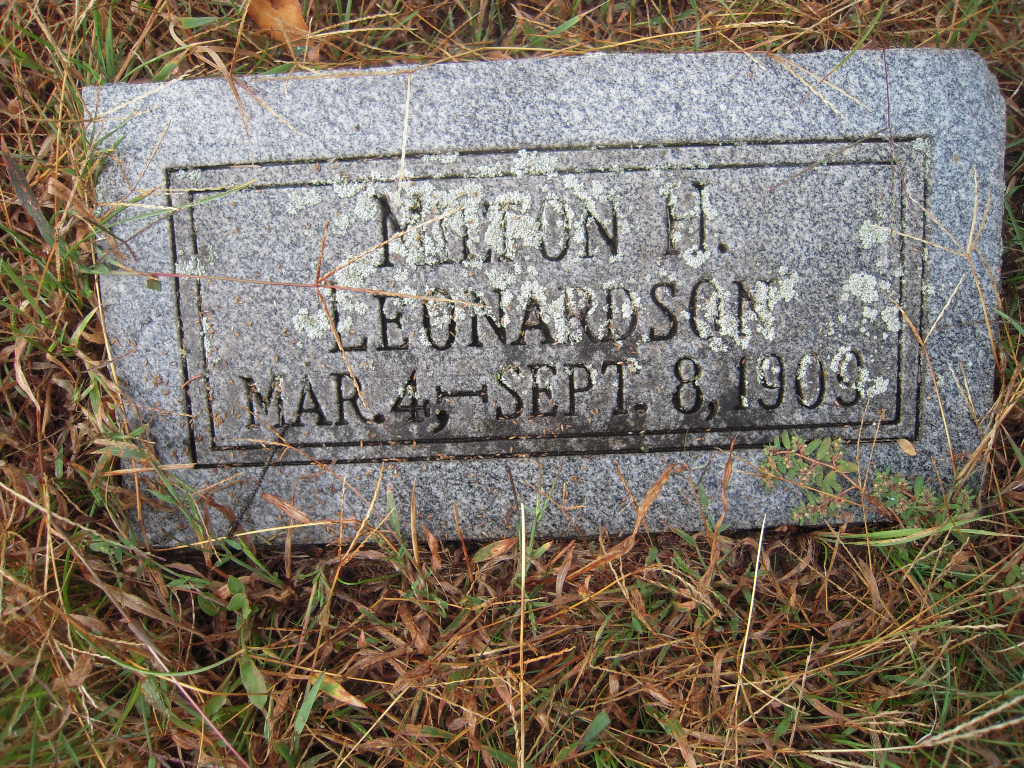 MILTON H.
LEONARDSON
MAR. 4,—SEPT. 8, 1909